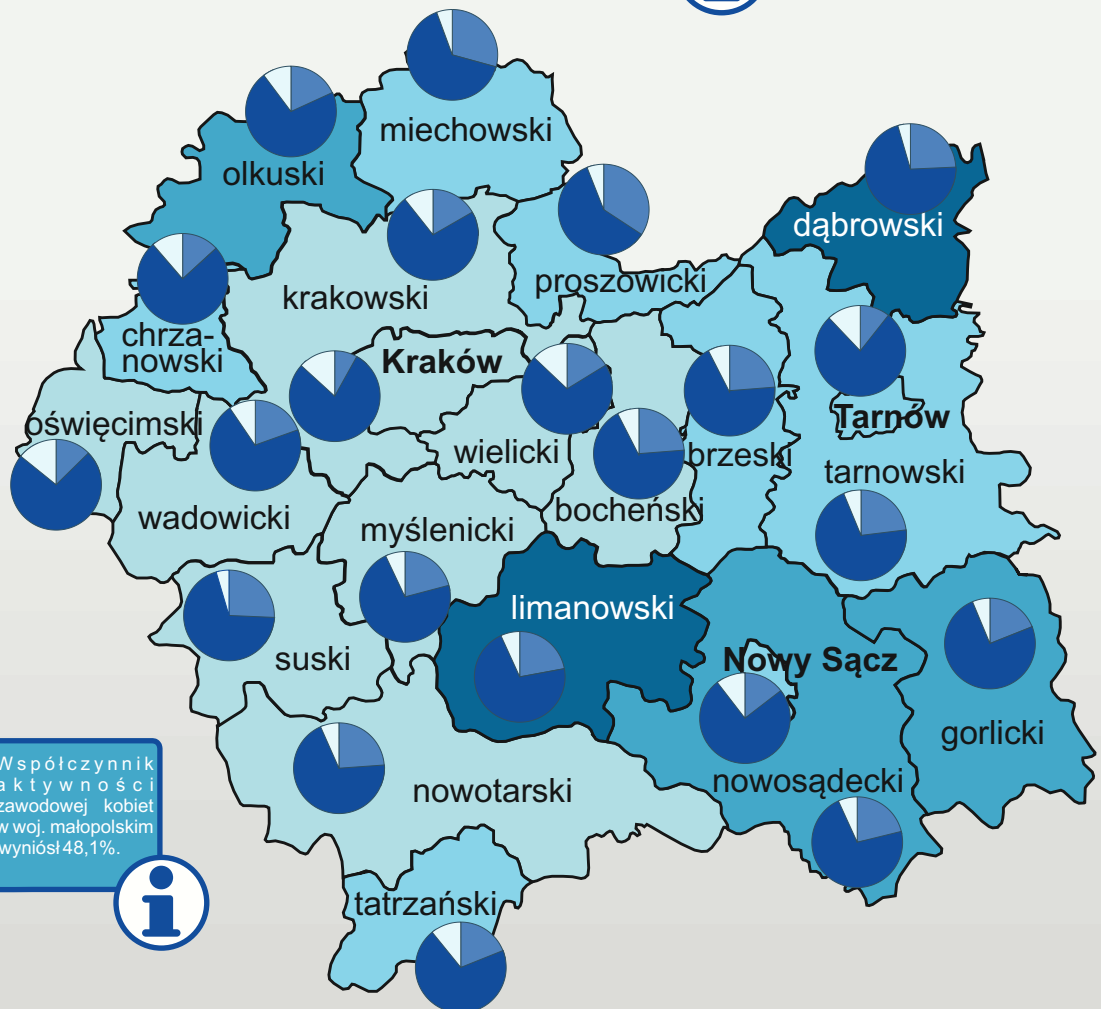 miechowski
olkuski
dąbrowski
proszowicki
krakowski
chrza-
nowski
Kraków
Tarnów
oświęcimski
wielicki
brzeski
tarnowski
wadowicki
bocheński
myślenicki
limanowski
suski
Nowy Sącz
gorlicki
nowosądecki
nowotarski
Współczynnik
aktywności
zawodowej kobiet
w woj. małopolskim
wyniósł 48,1%.
tatrzański